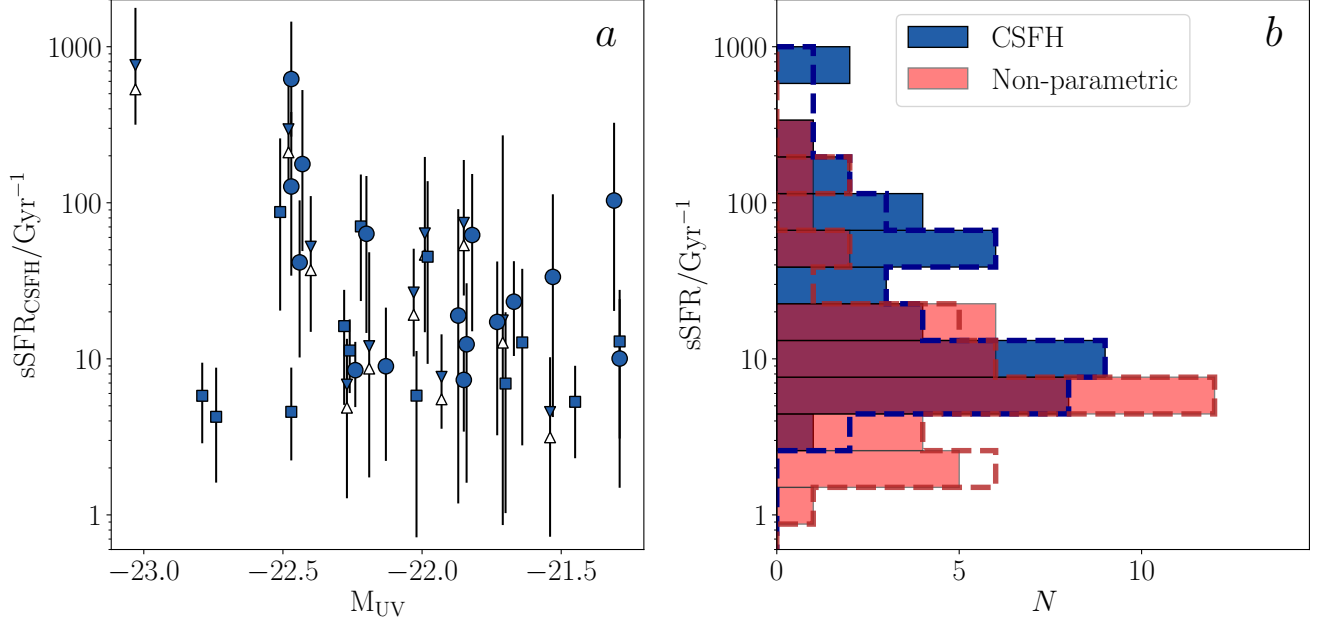 a
1000
100
10
1
sSFR_CSFH/Gyr⁻¹
−23.0 −22.5 −22.0 −21.5
M_UV
b
CSFH
Non-parametric
1000
100
10
1
sSFR/Gyr⁻¹
0 5 10
N